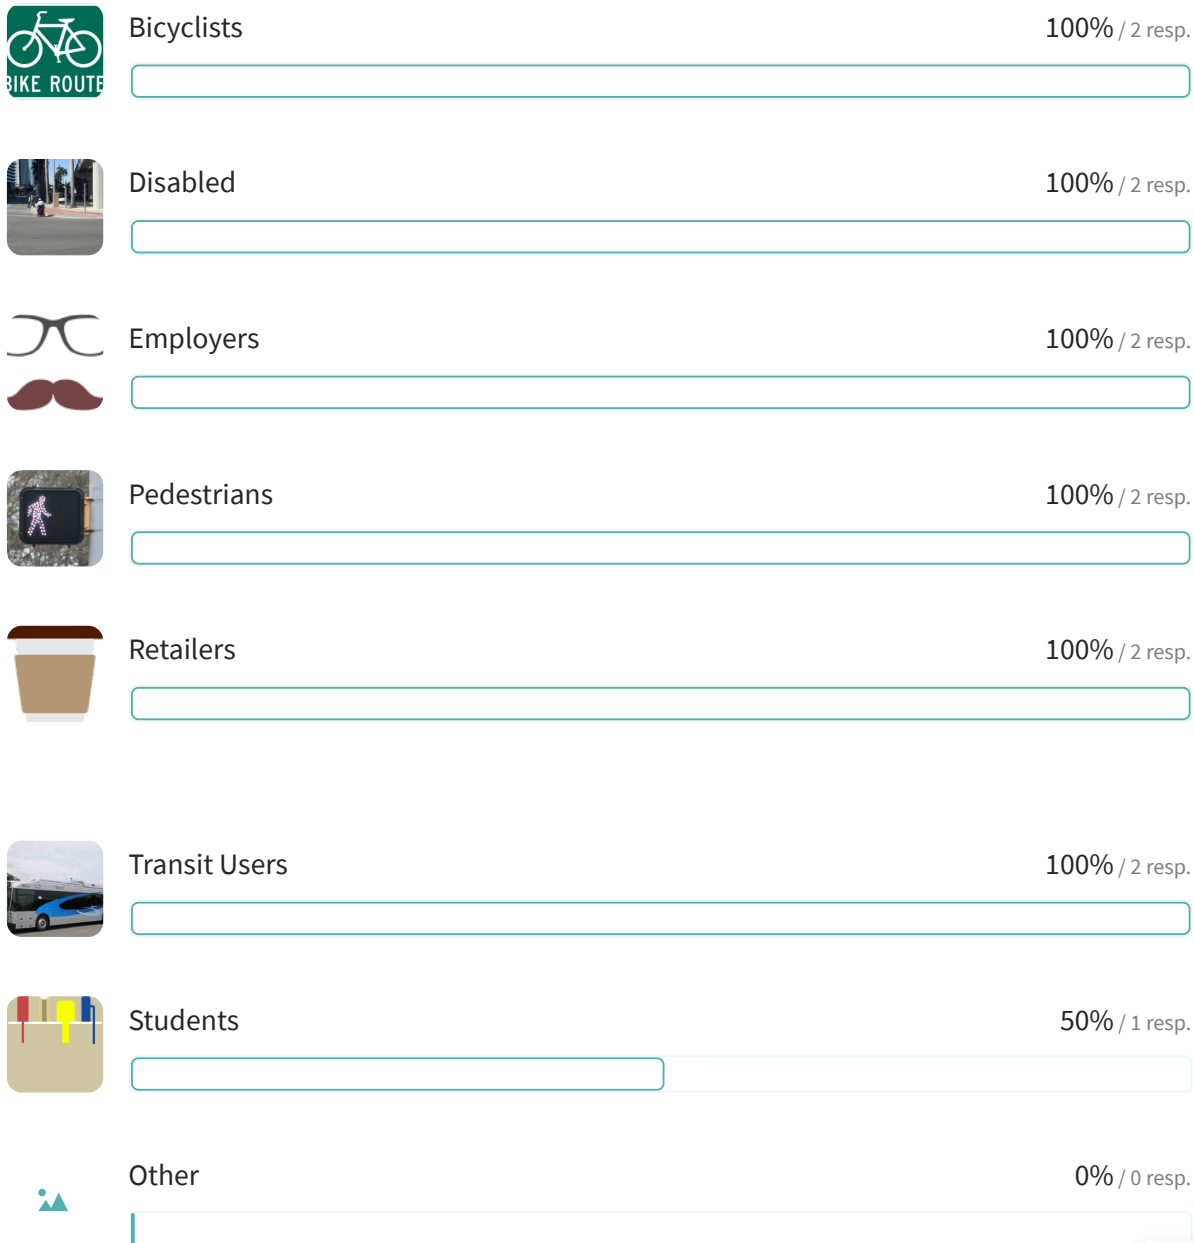 BIKE ROUTE
Bicyclists 100% / 2 resp.
Disabled 100% / 2 resp.
Employers 100% / 2 resp.
Pedestrians 100% / 2 resp.
Retailers 100% / 2 resp.
Transit Users 100% / 2 resp.
Students 50% / 1 resp.
Other 0% / 0 resp.